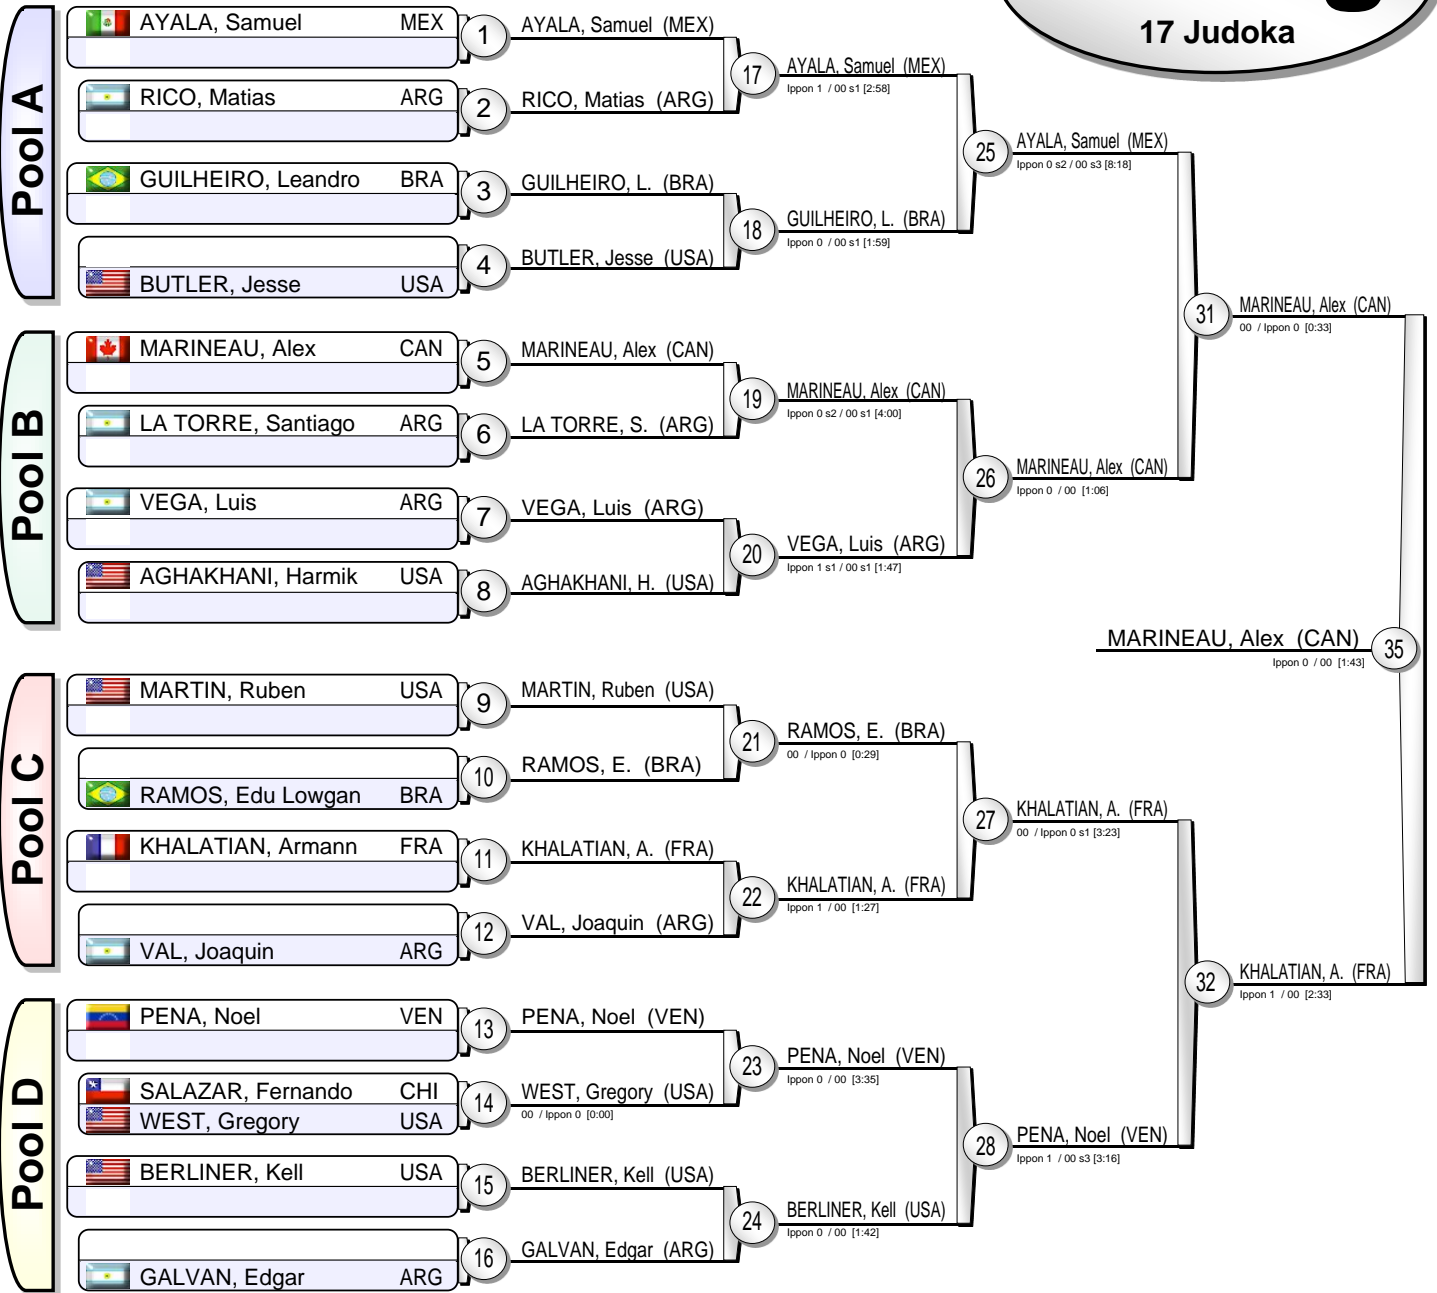 17 Judoka
Pool A
AYALA, Samuel MEX
1
RICO, Matias ARG
2
GUILHEIRO, Leandro BRA
3
BUTLER, Jesse USA
4
Pool B
MARINEAU, Alex CAN
5
LA TORRE, Santiago ARG
6
VEGA, Luis ARG
7
AGHAKHANI, Harmik USA
8
Pool C
MARTIN, Ruben USA
9
RAMOS, Edu Lowgan BRA
10
KHALATIAN, Armann FRA
11
VAL, Joaquin ARG
12
Pool D
PENA, Noel VEN
13
SALAZAR, Fernando CHI
WEST, Gregory USA
14
BERLINER, Kell USA
15
GALVAN, Edgar ARG
16
AYALA, Samuel (MEX)
RICO, Matias (ARG)
17
GUILHEIRO, L. (BRA)
BUTLER, Jesse (USA)
18
MARINEAU, Alex (CAN)
LA TORRE, S. (ARG)
19
VEGA, Luis (ARG)
AGHAKHANI, H. (USA)
20
MARTIN, Ruben (USA)
RAMOS, E. (BRA)
21
KHALATIAN, A. (FRA)
VAL, Joaquin (ARG)
22
PENA, Noel (VEN)
WEST, Gregory (USA)
00 / Ippon 0 [0:00]
23
BERLINER, Kell (USA)
GALVAN, Edgar (ARG)
24
AYALA, Samuel (MEX)
Ippon 1 / 00 s1 [2:58]
GUILHEIRO, L. (BRA)
Ippon 0 / 00 s1 [1:59]
25
MARINEAU, Alex (CAN)
Ippon 0 s2 / 00 s1 [4:00]
VEGA, Luis (ARG)
Ippon 1 s1 / 00 s1 [1:47]
26
RAMOS, E. (BRA)
00 / Ippon 0 [0:29]
KHALATIAN, A. (FRA)
Ippon 1 / 00 [1:27]
27
PENA, Noel (VEN)
Ippon 0 / 00 [3:35]
BERLINER, Kell (USA)
Ippon 0 / 00 [1:42]
28
AYALA, Samuel (MEX)
Ippon 0 s2 / 00 s3 [8:18]
MARINEAU, Alex (CAN)
Ippon 0 / 00 [1:06]
31
KHALATIAN, A. (FRA)
00 / Ippon 0 s1 [3:23]
PENA, Noel (VEN)
Ippon 1 / 00 s3 [3:16]
32
MARINEAU, Alex (CAN)
00 / Ippon 0 [0:33]
KHALATIAN, A. (FRA)
Ippon 1 / 00 [2:33]
MARINEAU, Alex (CAN)
35
Ippon 0 / 00 [1:43]